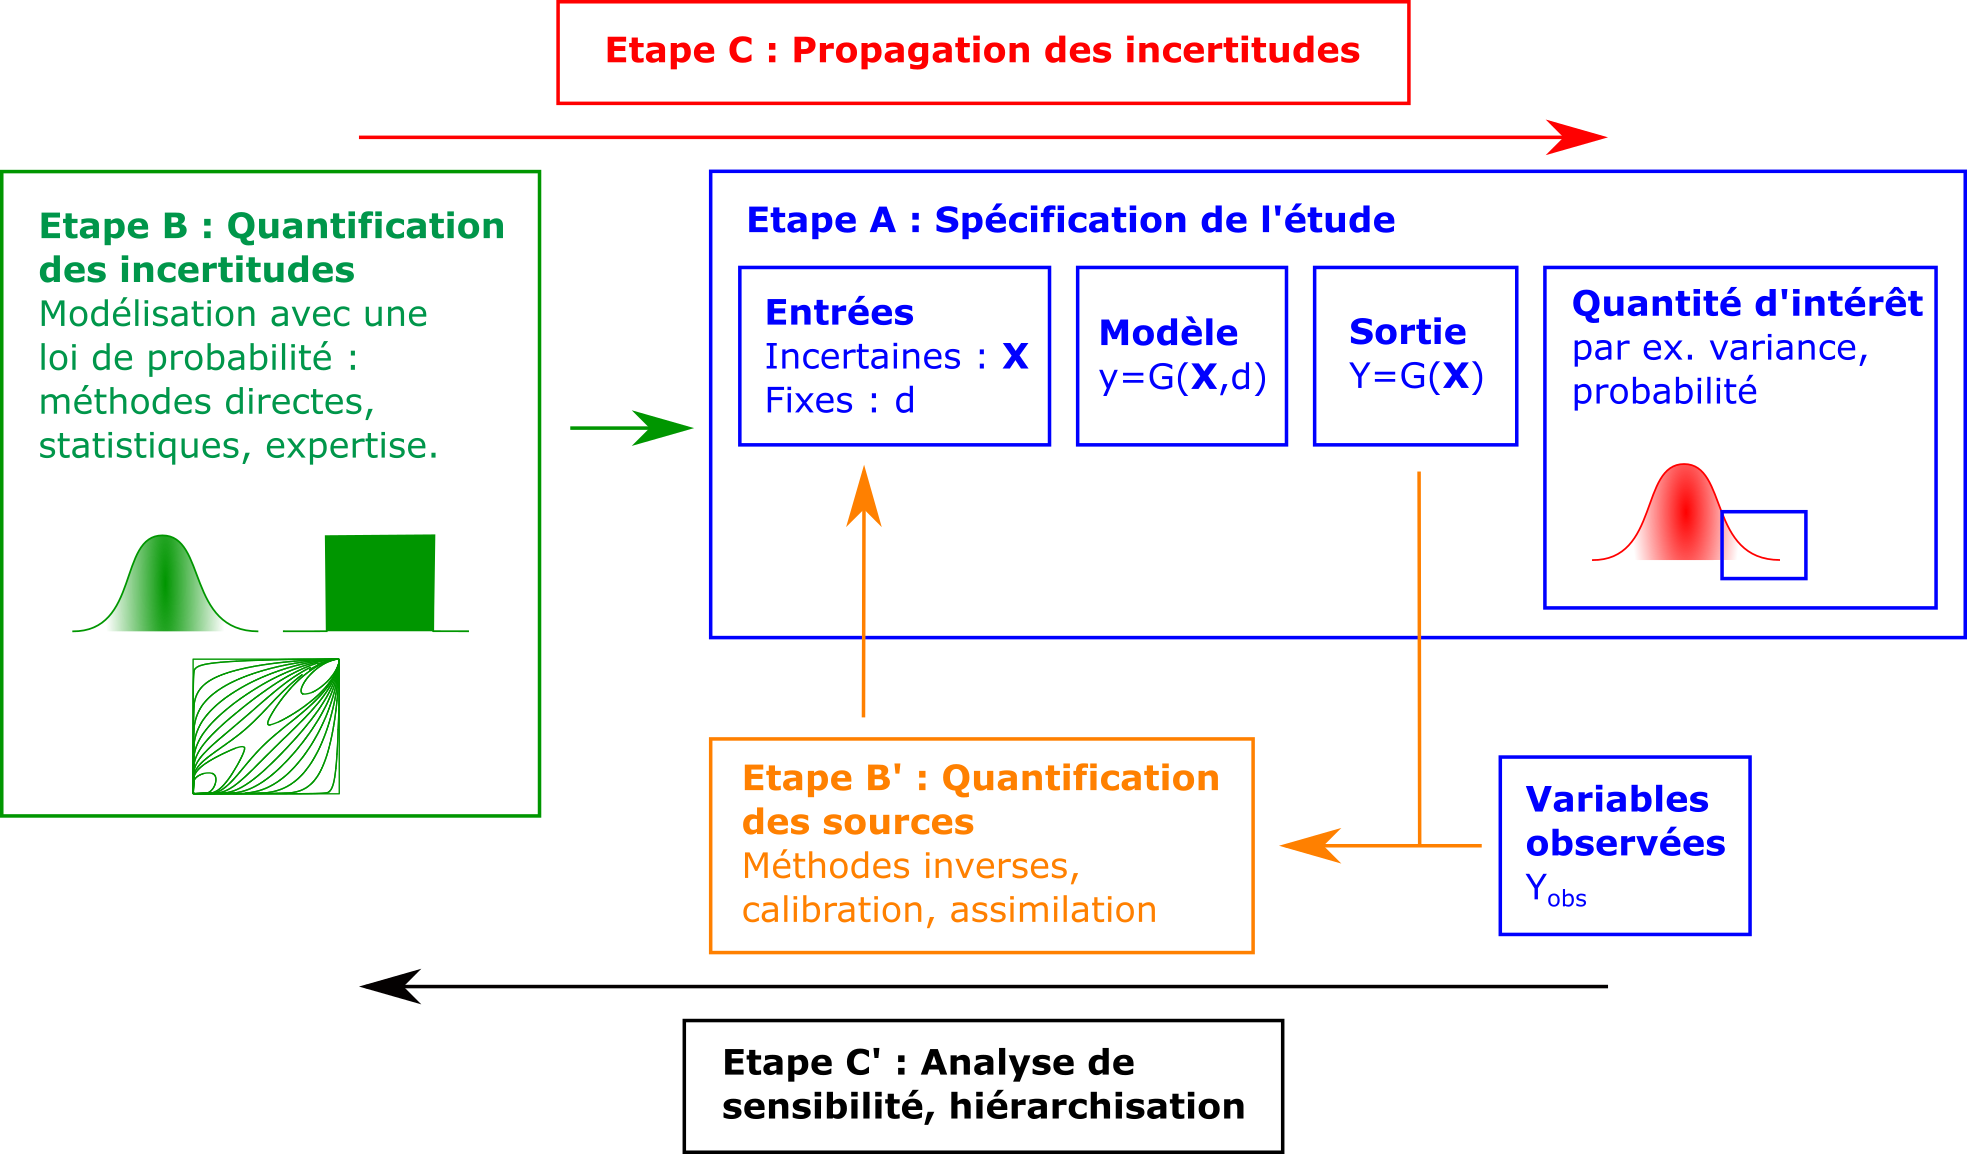 Etape C : Propagation des incertitudes
Etape B : Quantification
des incertitudes
Modélisation avec une
loi de probabilité :
méthodes directes,
statistiques, expertise.
Etape A : Spécification de l'étude
Entrées
Incertaines : X
Fixes : d
Modèle
y=G(X,d)
Sortie
Y=G(X)
Quantité d'intérêt
par ex. variance,
probabilité
Etape B' : Quantification
des sources
Méthodes inverses,
calibration, assimilation
Variables
observées
Yobs
Etape C' : Analyse de
sensibilité, hiérarchisation